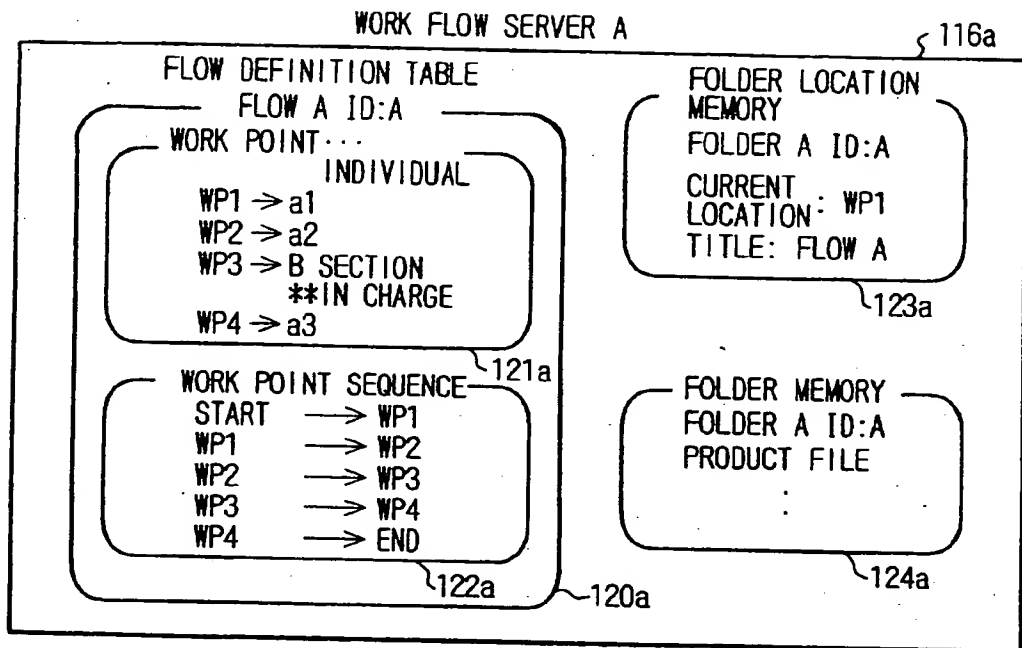 WORK FLOW SERVER A
116a
FLOW DEFINITION TABLE
FLOW A ID:A
WORK POINT...
INDIVIDUAL
WP1 → a1
WP2 → a2
WP3 → B SECTION
**IN CHARGE
WP4 → a3
121a
WORK POINT SEQUENCE
START → WP1
WP1 → WP2
WP2 → WP3
WP3 → WP4
WP4 → END
122a
120a
FOLDER LOCATION
MEMORY
FOLDER A ID:A
CURRENT
LOCATION: WP1
TITLE: FLOW A
123a
FOLDER MEMORY
FOLDER A ID:A
PRODUCT FILE
:
124a